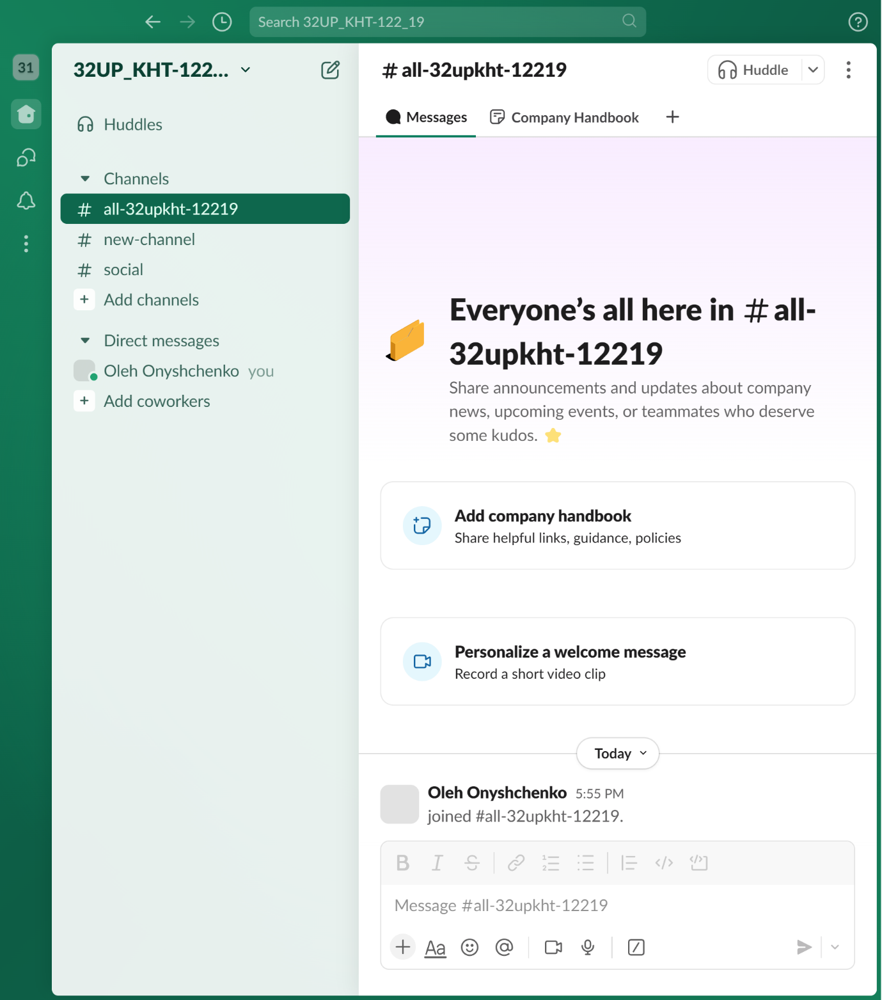 Search 32UP_KHT-122_19
31
32UP_KHT-122...
Huddles
Channels
# all-32upkht-12219
# new-channel
# social
+ Add channels
Direct messages
Oleh Onyshchenko you
+ Add coworkers
# all-32upkht-12219
Huddle
Messages
Company Handbook
+
Everyone’s all here in # all-
32upkht-12219
Share announcements and updates about company
news, upcoming events, or teammates who deserve
some kudos. ⭐
Add company handbook
Share helpful links, guidance, policies
Personalize a welcome message
Record a short video clip
Today
Oleh Onyshchenko 5:55 PM
joined #all-32upkht-12219.
B I S
Message #all-32upkht-12219
+ Aa @